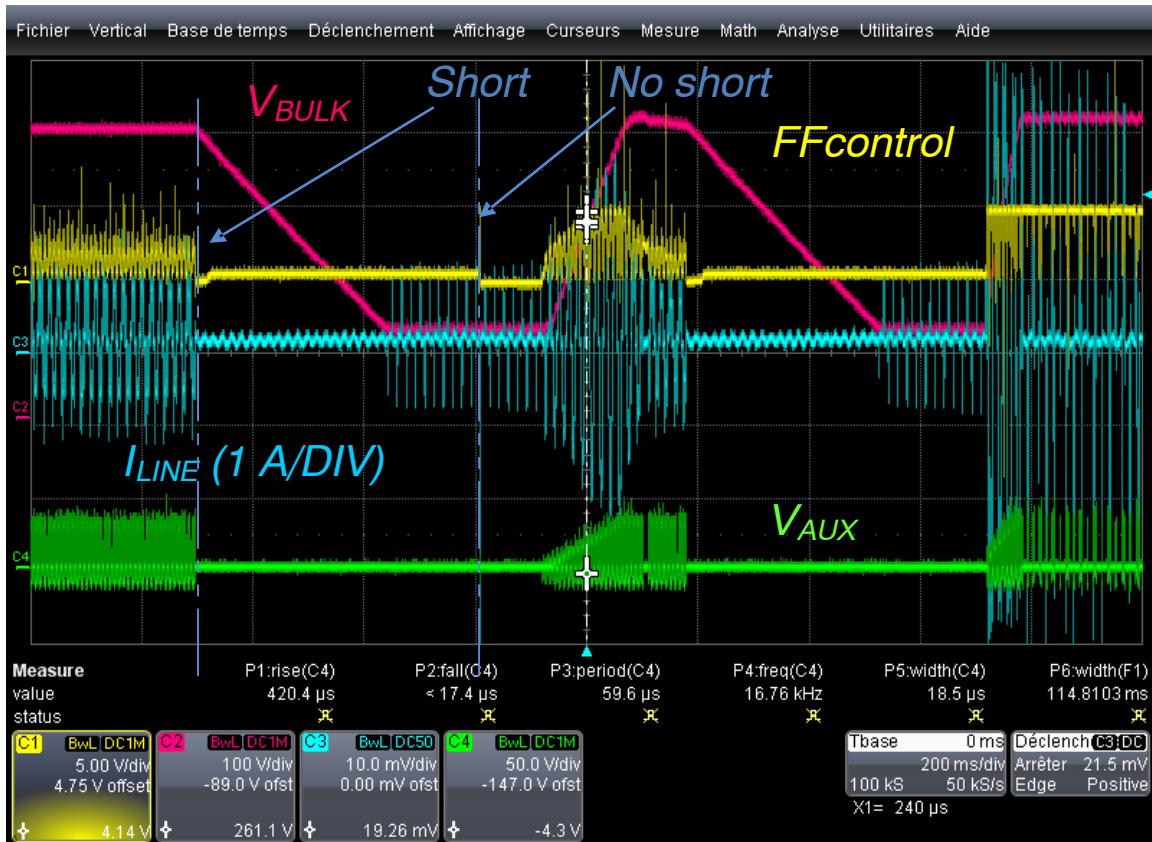 Fichier Vertical Base de temps Déclenchement Affichage Curseurs Mesure Math Analyse Utilitaires Aide
Short No short
VBULK
FFcontrol
C1
C3
C2
ILINE (1 A/DIV)
VAUX
C4
Measure P1:rise(C4) P2:fall(C4) P3:period(C4) P4:freq(C4) P5:width(C4) P6:width(F1)
value 420.4 µs < 17.4 µs 59.6 µs 16.76 kHz 18.5 µs 114.8103 ms
status
C1 BwL DC1M C2 BwL DC1M C3 BwL DC50 C4 BwL DC1M Tbase 0 ms Déclench C3 DC
5.00 V/div 100 V/div 10.0 mV/div 50.0 V/div 200 ms/div Arrêter 21.5 mV
4.75 V offset -89.0 V ofst 0.00 mV ofst -147.0 V ofst 100 kS 50 kS/s Edge Positive
4.14 V 261.1 V 19.26 mV -4.3 V X1= 240 µs